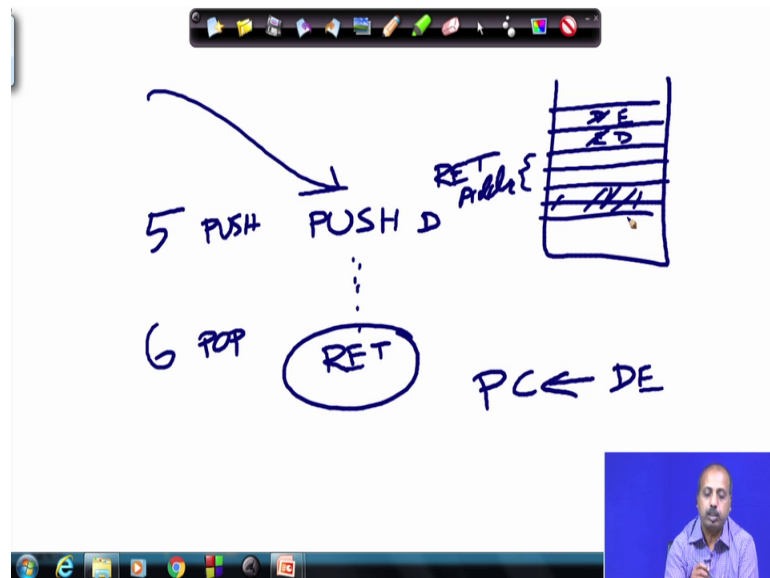 E
D
RET
Addr {
5 PUSH PUSH D
6 POP RET
PC ← DE